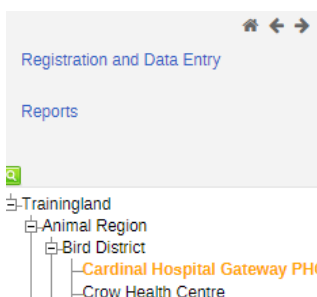 Registration and Data Entry
Reports
Trainingland
Animal Region
Bird District
Cardinal Hospital Gateway
Crow Health Centre